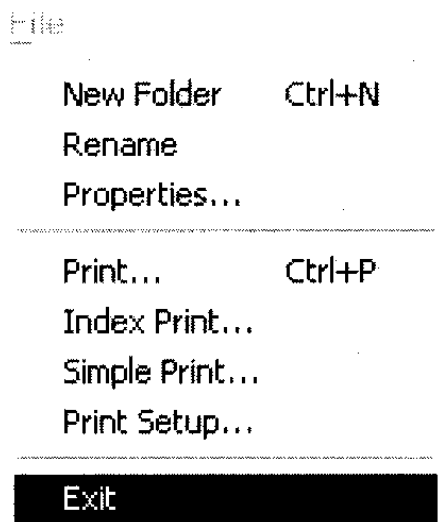 File
New Folder Ctrl+N
Rename
Properties...
Print... Ctrl+P
Index Print...
Simple Print...
Print Setup...
Exit